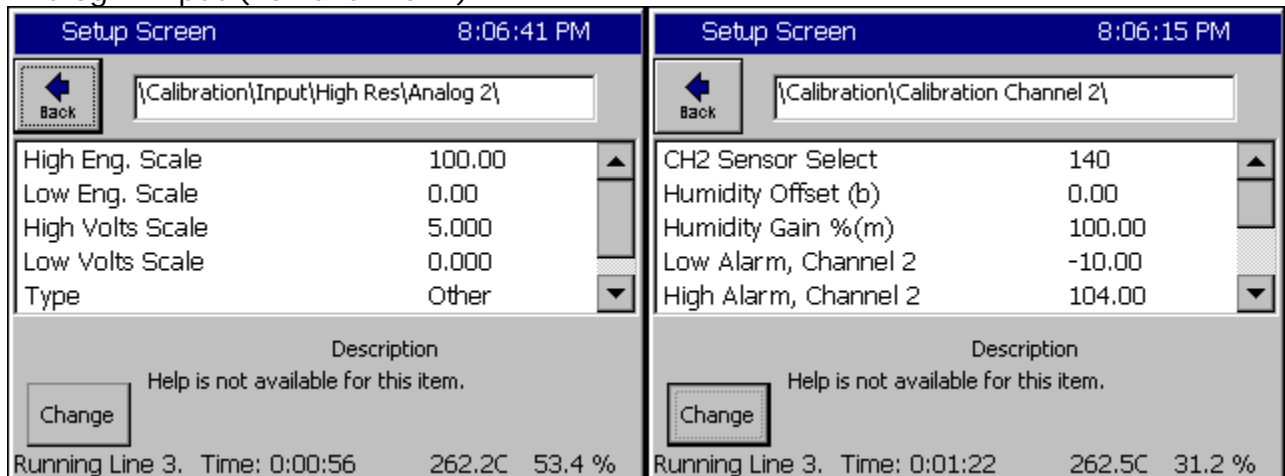 Setup Screen 8:06:41 PM
Back
\Calibration\Input\High Res\Analog 2\
High Eng. Scale 100.00
Low Eng. Scale 0.00
High Volts Scale 5.000
Low Volts Scale 0.000
Type Other
Description
Help is not available for this item.
Change
Running Line 3. Time: 0:00:56 262.2C 53.4 %
Setup Screen 8:06:15 PM
Back
\Calibration\Calibration Channel 2\
CH2 Sensor Select 140
Humidity Offset (b) 0.00
Humidity Gain %(m) 100.00
Low Alarm, Channel 2 -10.00
High Alarm, Channel 2 104.00
Description
Help is not available for this item.
Change
Running Line 3. Time: 0:01:22 262.5C 31.2 %